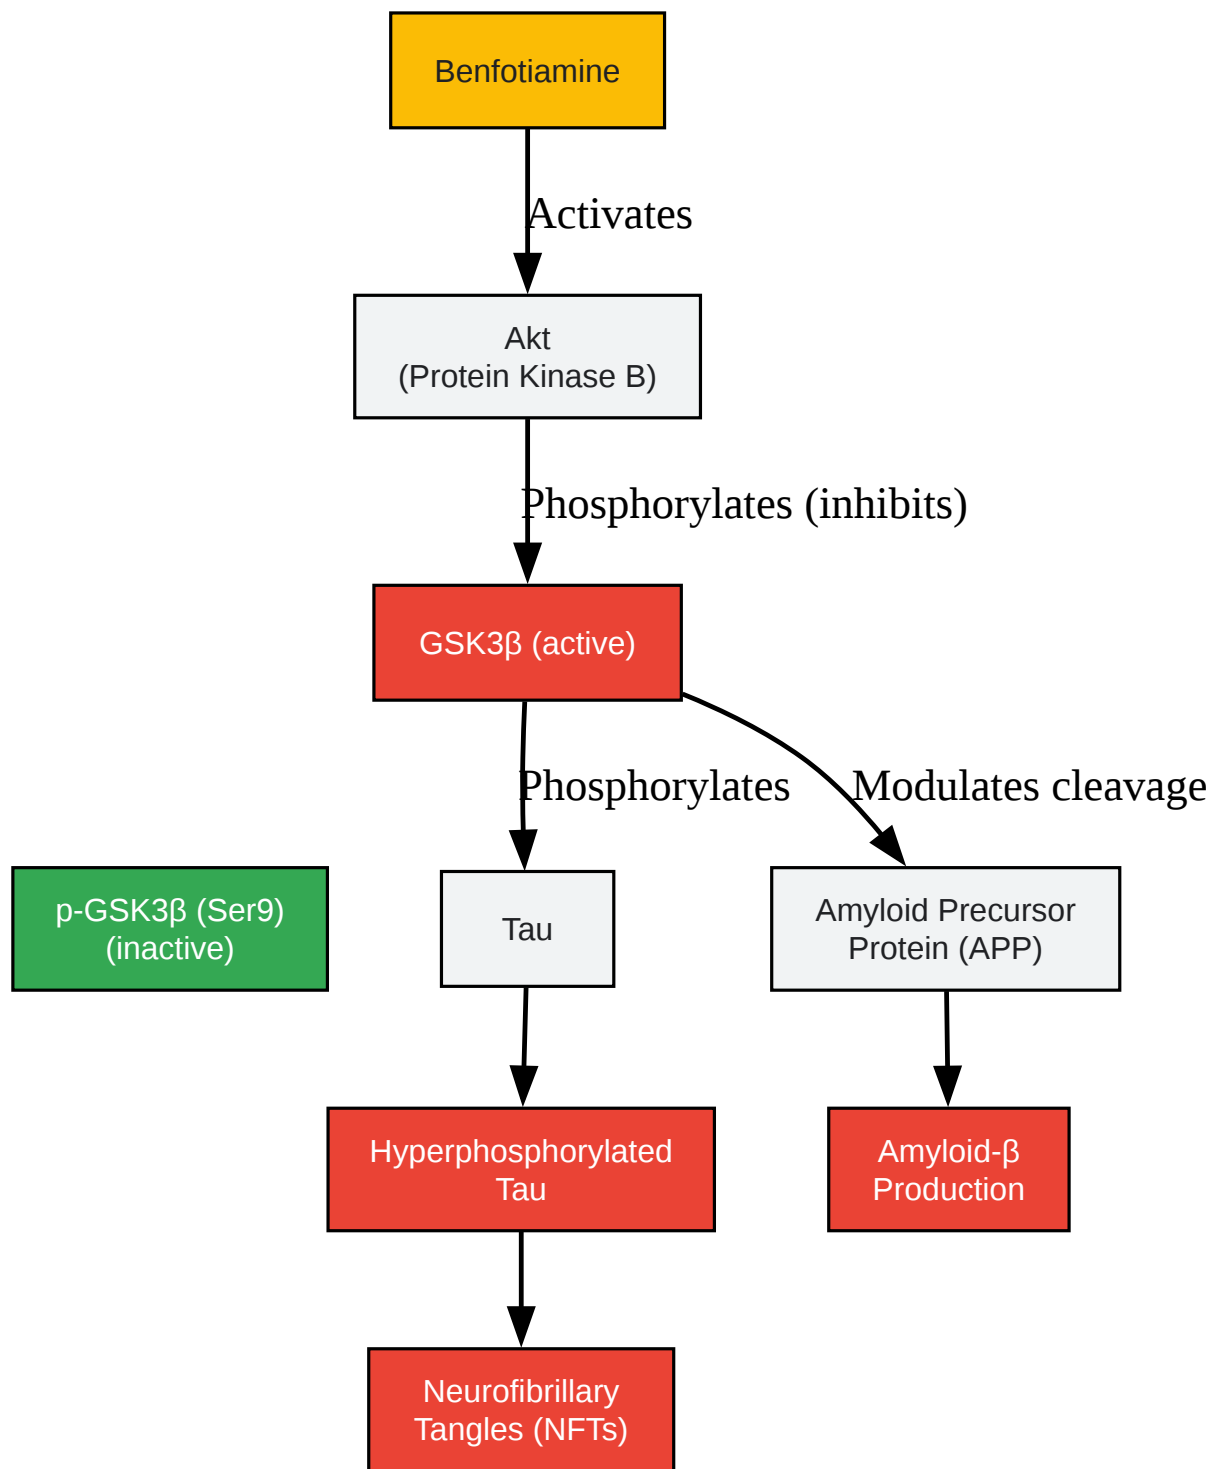 Benfotiamine
Activates
Akt
(Protein Kinase B)
Phosphorylates (inhibits)
GSK3β (active)
Phosphorylates
Modulates cleavage
p-GSK3β (Ser9)
(inactive)
Tau
Amyloid Precursor
Protein (APP)
Hyperphosphorylated
Tau
Amyloid-β
Production
Neurofibrillary
Tangles (NFTs)